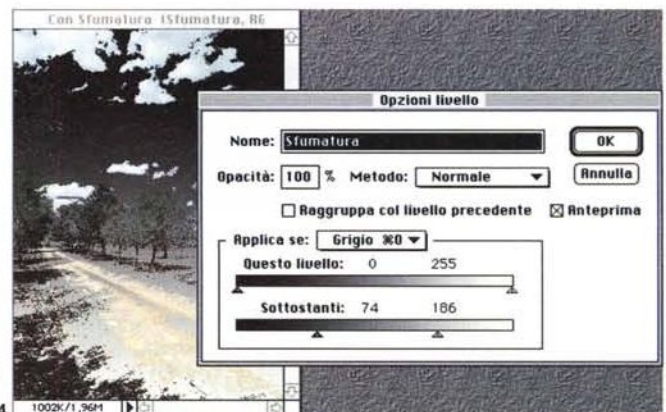 Con Sfumatura (Sfumatura, RG
Opzioni livello
Nome: Sfumatura
OK
Opacità: 100 % Metodo: Normale
Annulla
Raggruppa col livello precedente
Anteprima
Applica se: Grigio ⌘0
Questo livello: 0 255
Sottostanti: 74 186
1002K/1,96M